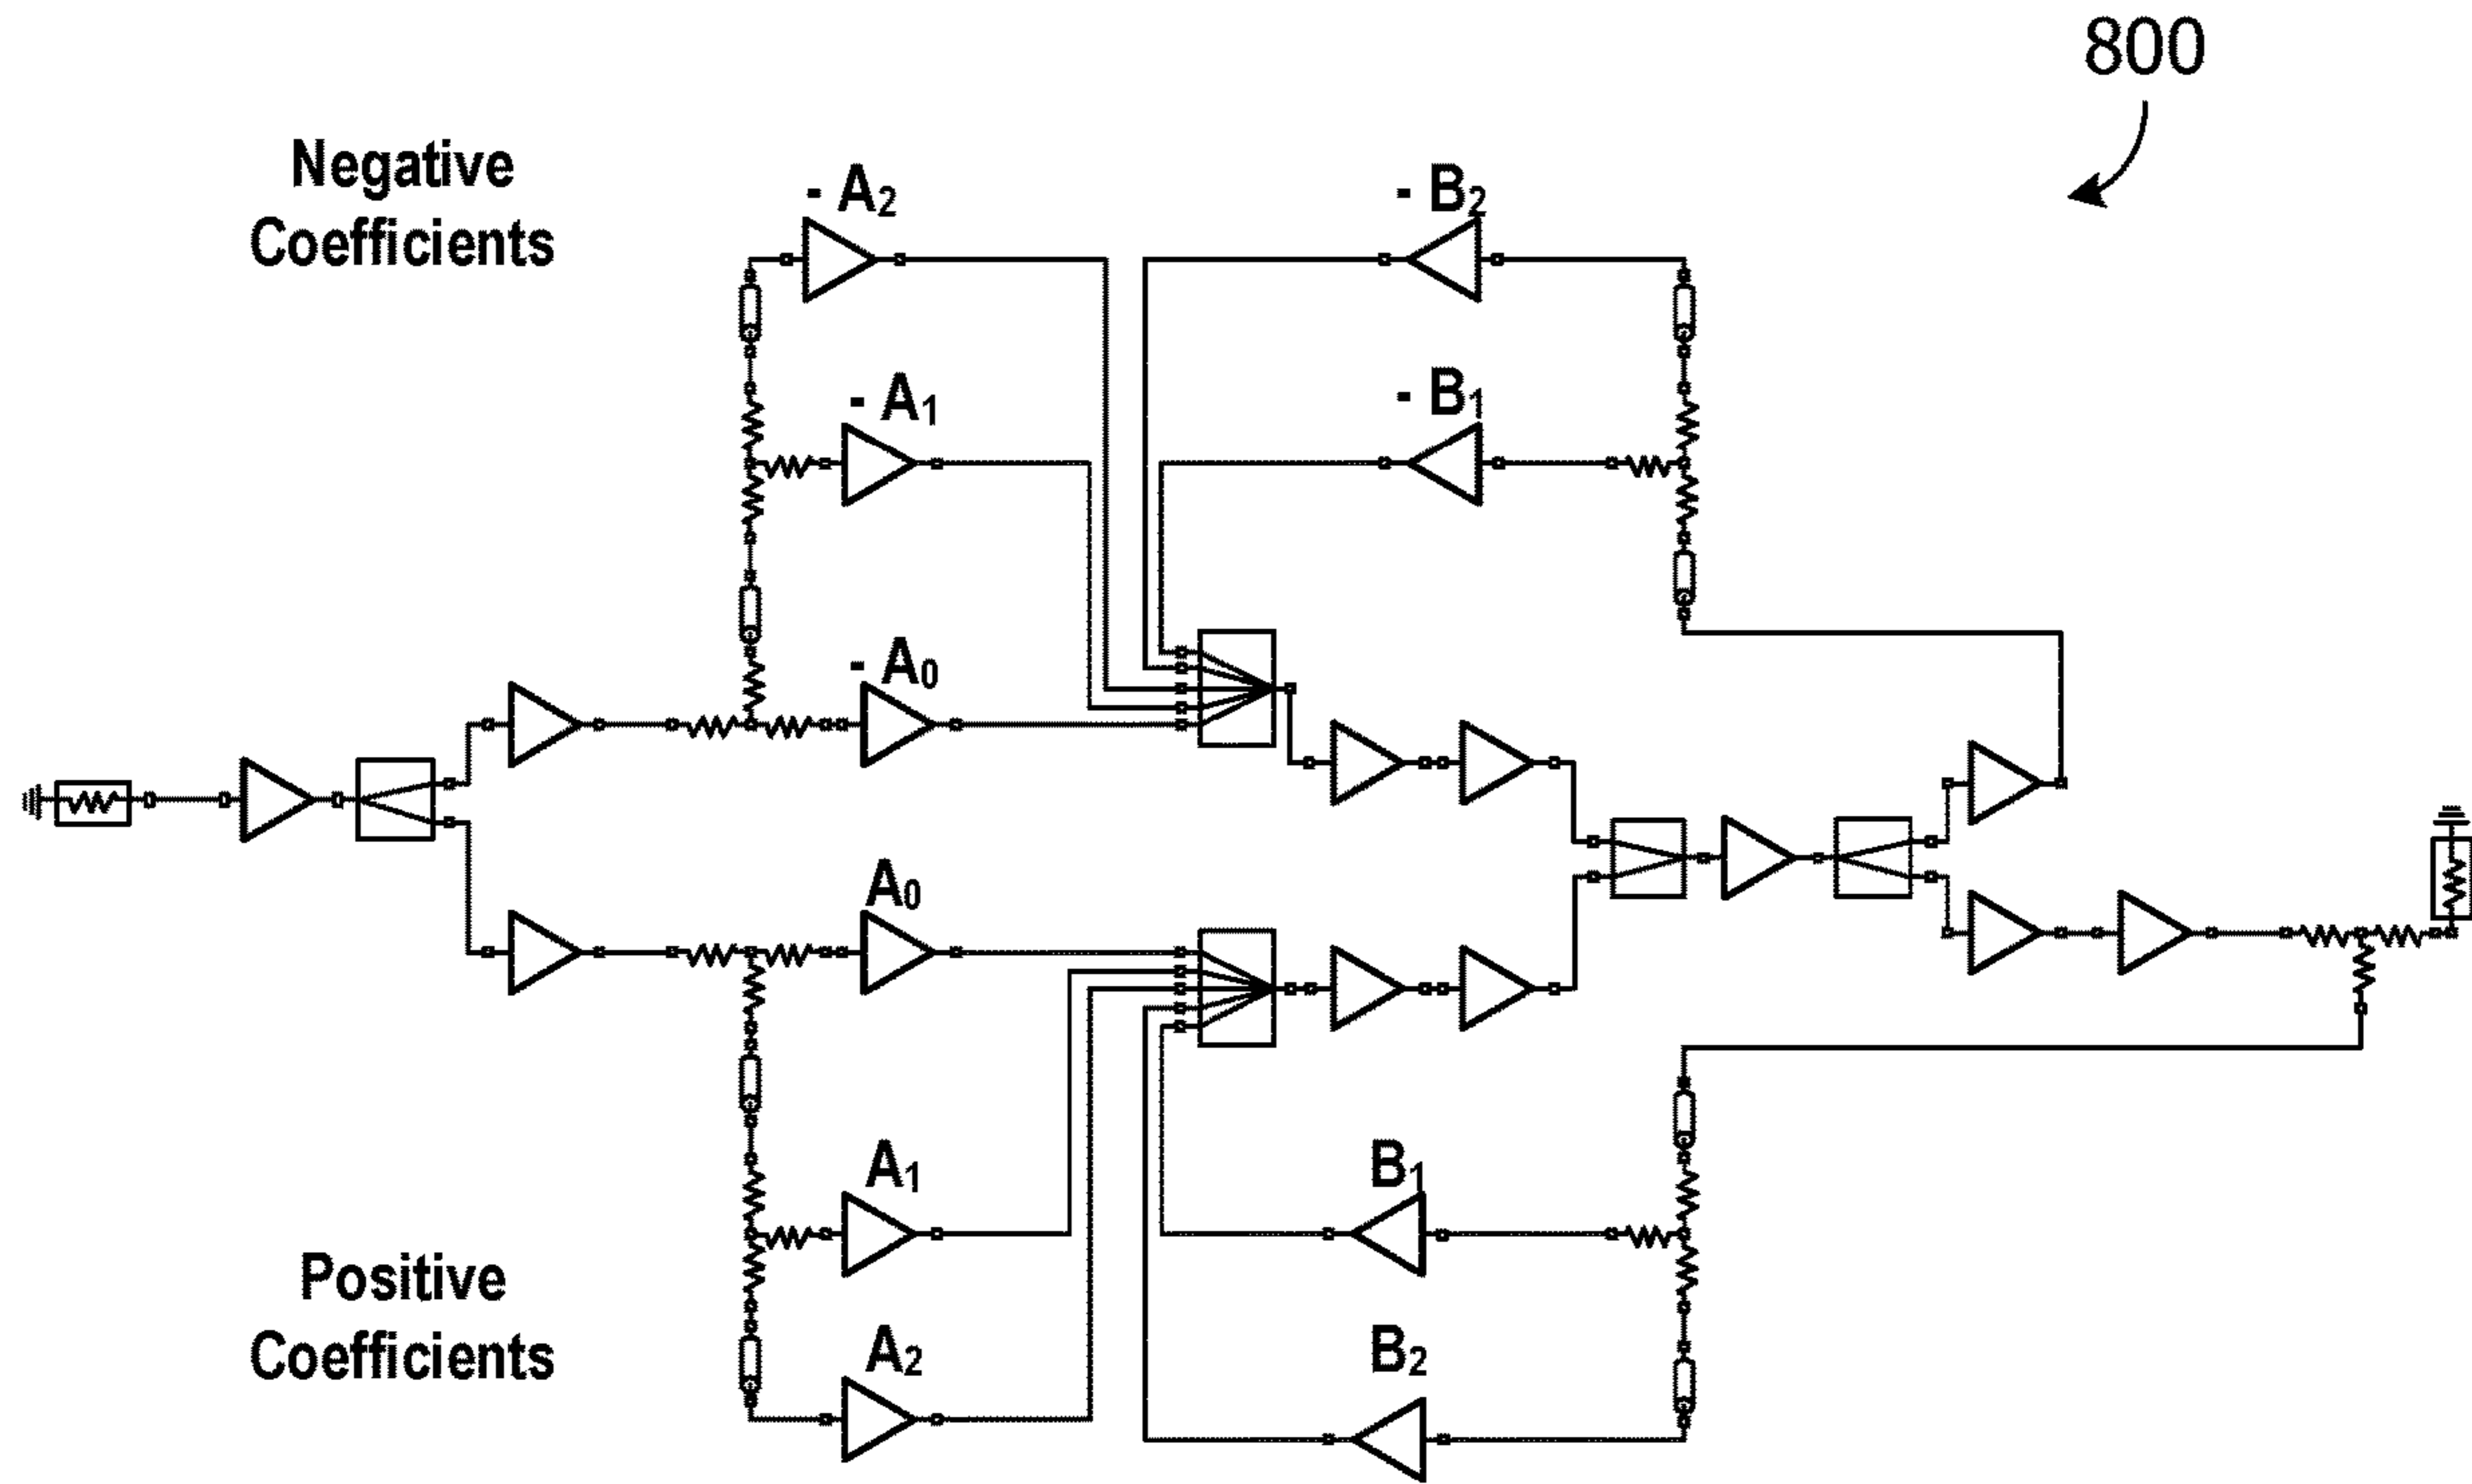 800
Negative
Coefficients
- A₂
- B₂
- A₁
- B₁
- A₀
A₀
A₁
B₁
Positive
Coefficients
A₂
B₂